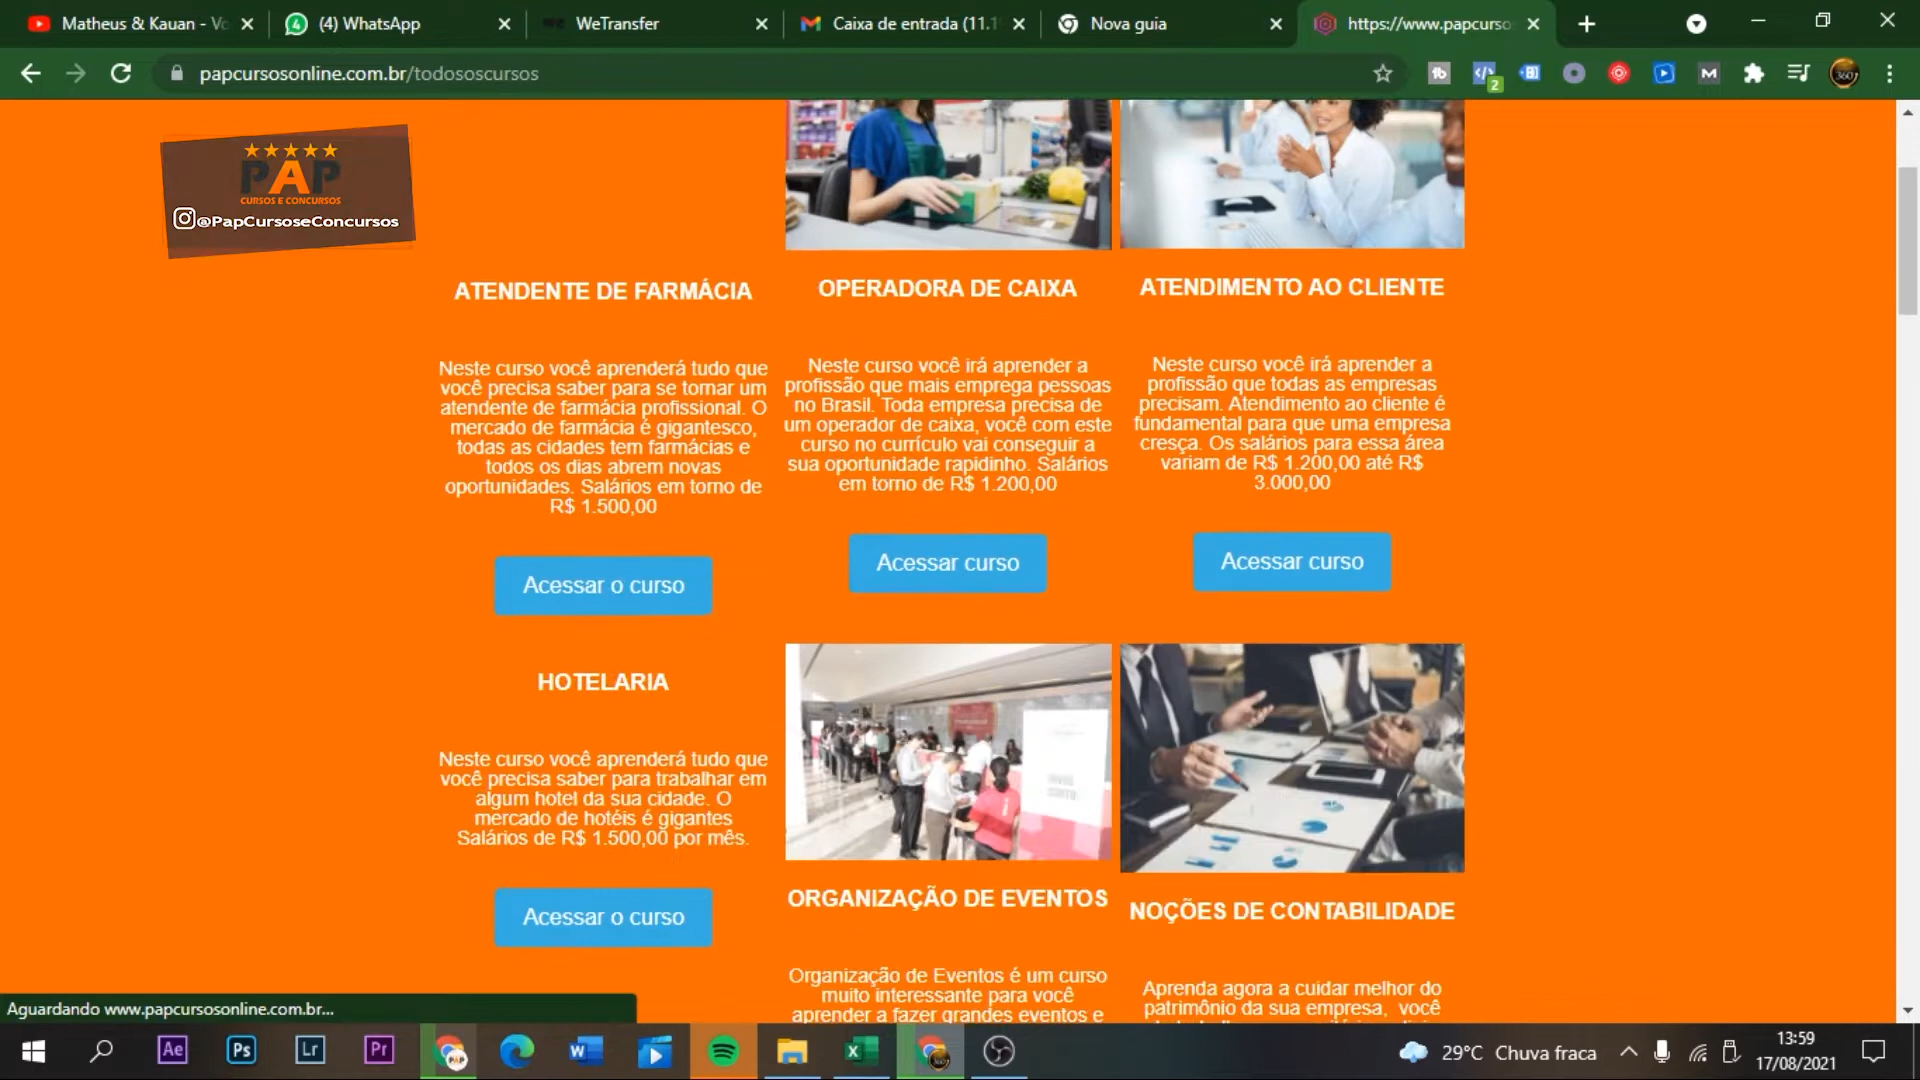 Matheus & Kauan - Vo
(4) WhatsApp
WeTransfer
Caixa de entrada (11.1
Nova guia
https://www.papcurso
papcursosonline.com.br/todososcursos
2
360
PAP
CURSOS E CONCURSOS
@PapCursoseConcursos
ATENDENTE DE FARMÁCIA
Neste curso você aprenderá tudo que
você precisa saber para se tornar um
atendente de farmácia profissional. O
mercado de farmácia é gigantesco,
todas as cidades tem farmácias e
todos os dias abrem novas
oportunidades. Salários em torno de
R$ 1.500,00
Acessar o curso
OPERADORA DE CAIXA
Neste curso você irá aprender a
profissão que mais emprega pessoas
no Brasil. Toda empresa precisa de
um operador de caixa, você com este
curso no currículo vai conseguir a
sua oportunidade rapidinho. Salários
em torno de R$ 1.200,00
Acessar curso
ATENDIMENTO AO CLIENTE
Neste curso você irá aprender a
profissão que todas as empresas
precisam. Atendimento ao cliente é
fundamental para que uma empresa
cresça. Os salários para essa área
variam de R$ 1.200,00 até R$
3.000,00
Acessar curso
HOTELARIA
Neste curso você aprenderá tudo que
você precisa saber para trabalhar em
algum hotel da sua cidade. O
mercado de hotéis é gigantes
Salários de R$ 1.500,00 por mês.
Acessar o curso
ORGANIZAÇÃO DE EVENTOS
Organização de Eventos é um curso
muito interessante para você
aprender a fazer grandes eventos e
NOÇÕES DE CONTABILIDADE
Aprenda agora a cuidar melhor do
patrimônio da sua empresa, você
Aguardando www.papcursosonline.com.br...
Ae
Ps
Lr
Pr
29°C Chuva fraca
13:59
17/08/2021